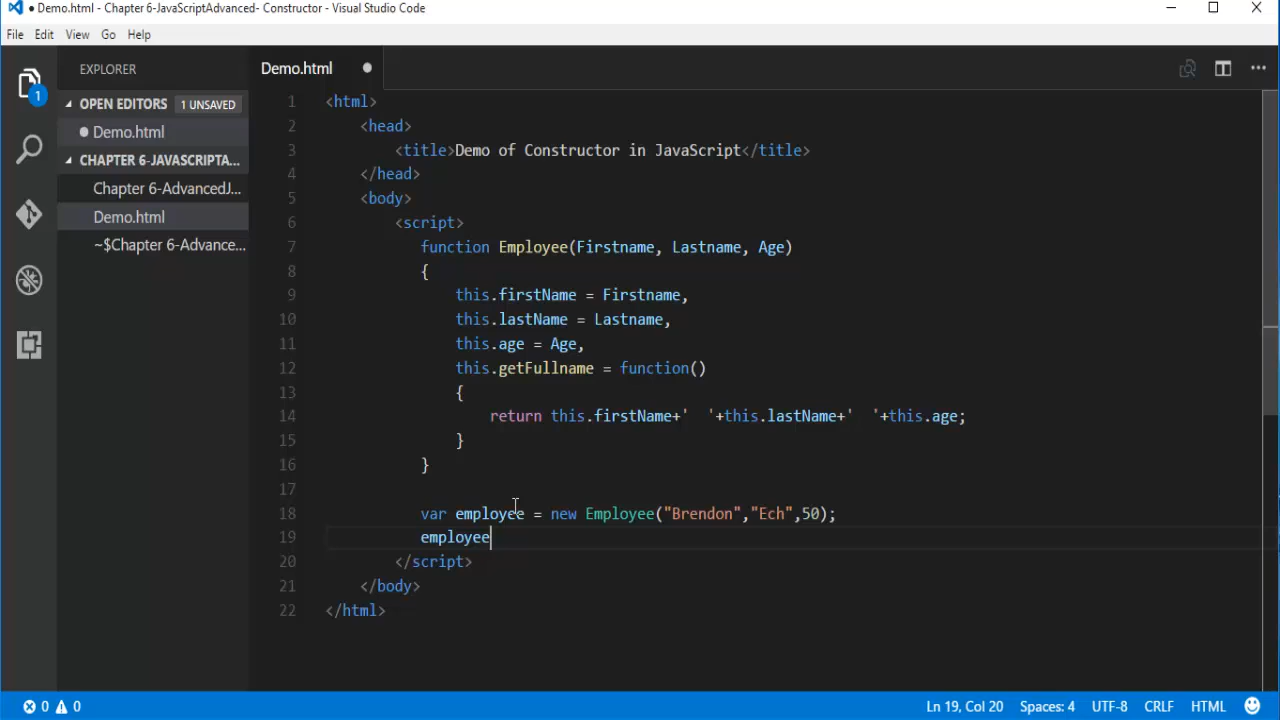 ● Demo.html - Chapter 6-JavaScriptAdvanced- Constructor - Visual Studio Code
File Edit View Go Help
EXPLORER
OPEN EDITORS 1 UNSAVED
Demo.html
CHAPTER 6-JAVASCRIPTA...
Chapter 6-AdvancedJ...
Demo.html
~$Chapter 6-Advance...
1
Demo.html
1 <html>
2 <head>
3 <title>Demo of Constructor in JavaScript</title>
4 </head>
5 <body>
6 <script>
7 function Employee(Firstname, Lastname, Age)
8 {
9 this.firstName = Firstname,
10 this.lastName = Lastname,
11 this.age = Age,
12 this.getFullname = function()
13 {
14 return this.firstName+'  '+this.lastName+'  '+this.age;
15 }
16 }
17
18 var employee = new Employee("Brendon","Ech",50);
19 employee
20 </script>
21 </body>
22 </html>
0 0 Ln 19, Col 20 Spaces: 4 UTF-8 CRLF HTML